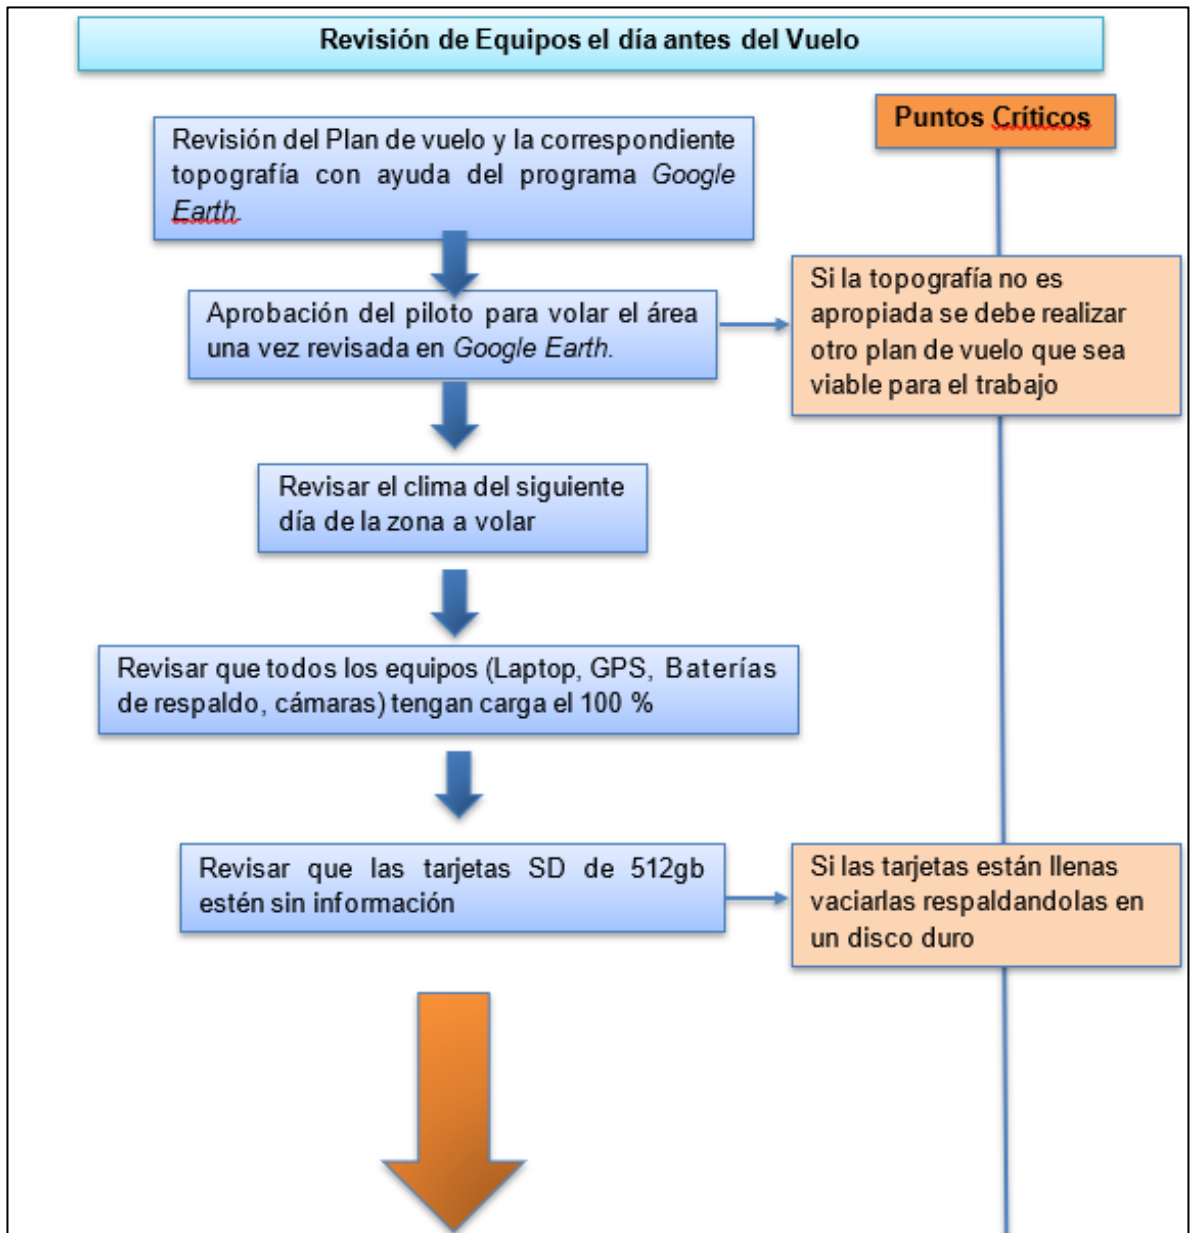 Revisión de Equipos el día antes del Vuelo
Puntos Críticos
Revisión del Plan de vuelo y la correspondiente
topografía con ayuda del programa Google
Earth
Aprobación del piloto para volar el área
una vez revisada en Google Earth.
Si la topografía no es
apropiada se debe realizar
otro plan de vuelo que sea
viable para el trabajo
Revisar el clima del siguiente
día de la zona a volar
Revisar que todos los equipos (Laptop, GPS, Baterías
de respaldo, cámaras) tengan carga el 100 %
Revisar que las tarjetas SD de 512gb
estén sin información
Si las tarjetas están llenas
vaciarlas respaldandolas en
un disco duro